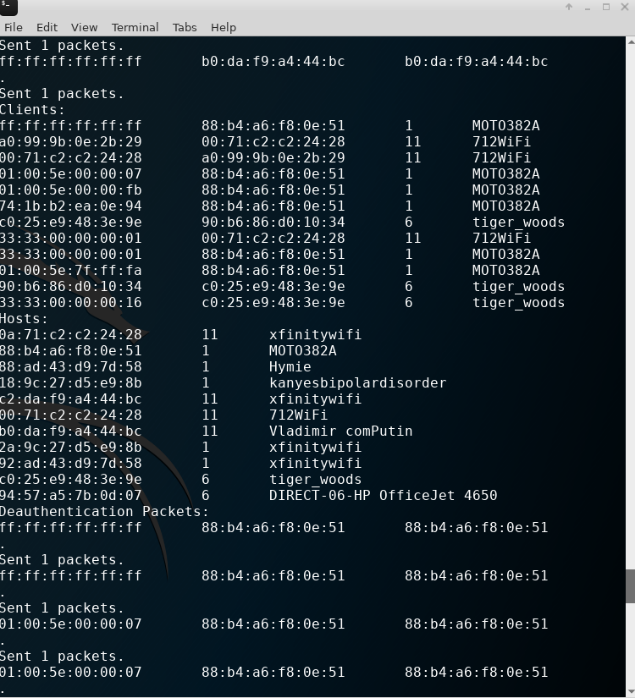 File Edit View Terminal Tabs Help
Sent 1 packets.
ff:ff:ff:ff:ff:ff b0:da:f9:a4:44:bc b0:da:f9:a4:44:bc
.
Sent 1 packets.
Clients:
ff:ff:ff:ff:ff:ff 88:b4:a6:f8:0e:51 1 MOTO382A
a0:99:9b:0e:2b:29 00:71:c2:c2:24:28 11 712WiFi
00:71:c2:c2:24:28 a0:99:9b:0e:2b:29 11 712WiFi
01:00:5e:00:00:07 88:b4:a6:f8:0e:51 1 MOTO382A
01:00:5e:00:00:fb 88:b4:a6:f8:0e:51 1 MOTO382A
74:1b:b2:ea:0e:94 88:b4:a6:f8:0e:51 1 MOTO382A
c0:25:e9:48:3e:9e 90:b6:86:d0:10:34 6 tiger_woods
33:33:00:00:00:01 00:71:c2:c2:24:28 11 712WiFi
33:33:00:00:00:01 88:b4:a6:f8:0e:51 1 MOTO382A
01:00:5e:7f:ff:fa 88:b4:a6:f8:0e:51 1 MOTO382A
90:b6:86:d0:10:34 c0:25:e9:48:3e:9e 6 tiger_woods
33:33:00:00:00:16 c0:25:e9:48:3e:9e 6 tiger_woods
Hosts:
0a:71:c2:c2:24:28 11 xfinitywifi
88:b4:a6:f8:0e:51 1 MOTO382A
88:ad:43:d9:7d:58 1 Hymie
18:9c:27:d5:e9:8b 1 kanyesbipolardisorder
c2:da:f9:a4:44:bc 11 xfinitywifi
00:71:c2:c2:24:28 11 712WiFi
b0:da:f9:a4:44:bc 11 Vladimir comPutin
2a:9c:27:d5:e9:8b 1 xfinitywifi
92:ad:43:d9:7d:58 1 xfinitywifi
c0:25:e9:48:3e:9e 6 tiger_woods
94:57:a5:7b:0d:07 6 DIRECT-06-HP OfficeJet 4650
Deauthentication Packets:
ff:ff:ff:ff:ff:ff 88:b4:a6:f8:0e:51 88:b4:a6:f8:0e:51
.
Sent 1 packets.
ff:ff:ff:ff:ff:ff 88:b4:a6:f8:0e:51 88:b4:a6:f8:0e:51
.
Sent 1 packets.
01:00:5e:00:00:07 88:b4:a6:f8:0e:51 88:b4:a6:f8:0e:51
.
Sent 1 packets.
01:00:5e:00:00:07 88:b4:a6:f8:0e:51 88:b4:a6:f8:0e:51
.